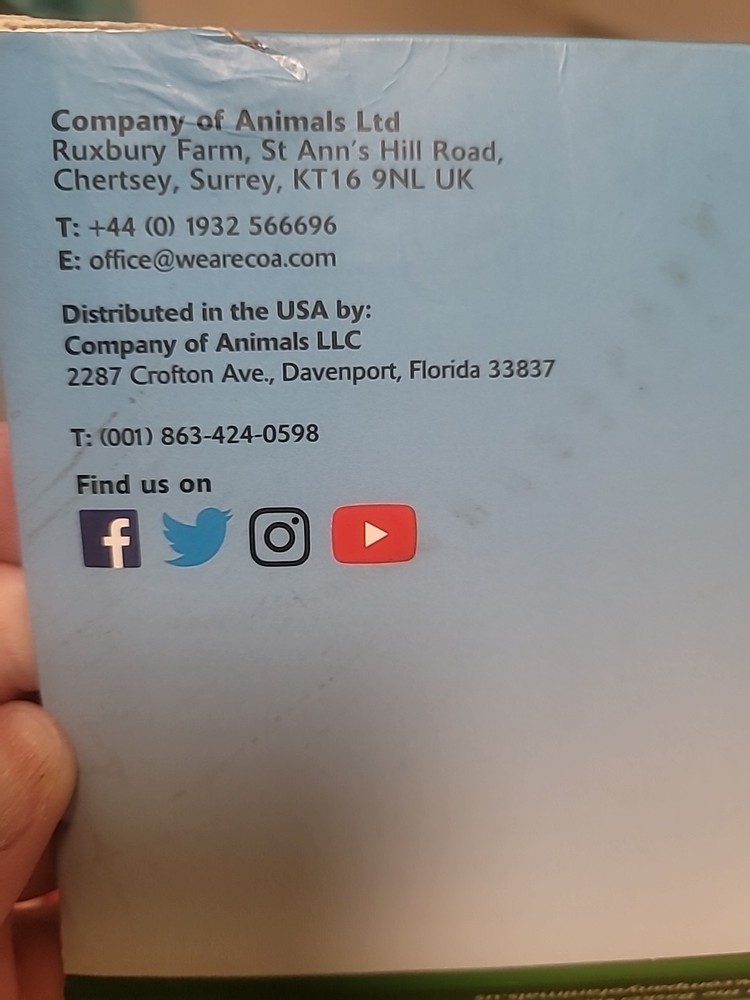 Company of Animals Ltd
Ruxbury Farm, St Ann's Hill Road,
Chertsey, Surrey, KT16 9NL UK
T: +44 (0) 1932 566696
E: office@wearecoa.com
Distributed in the USA by:
Company of Animals LLC
2287 Crofton Ave., Davenport, Florida 33837
T: (001) 863-424-0598
Find us on